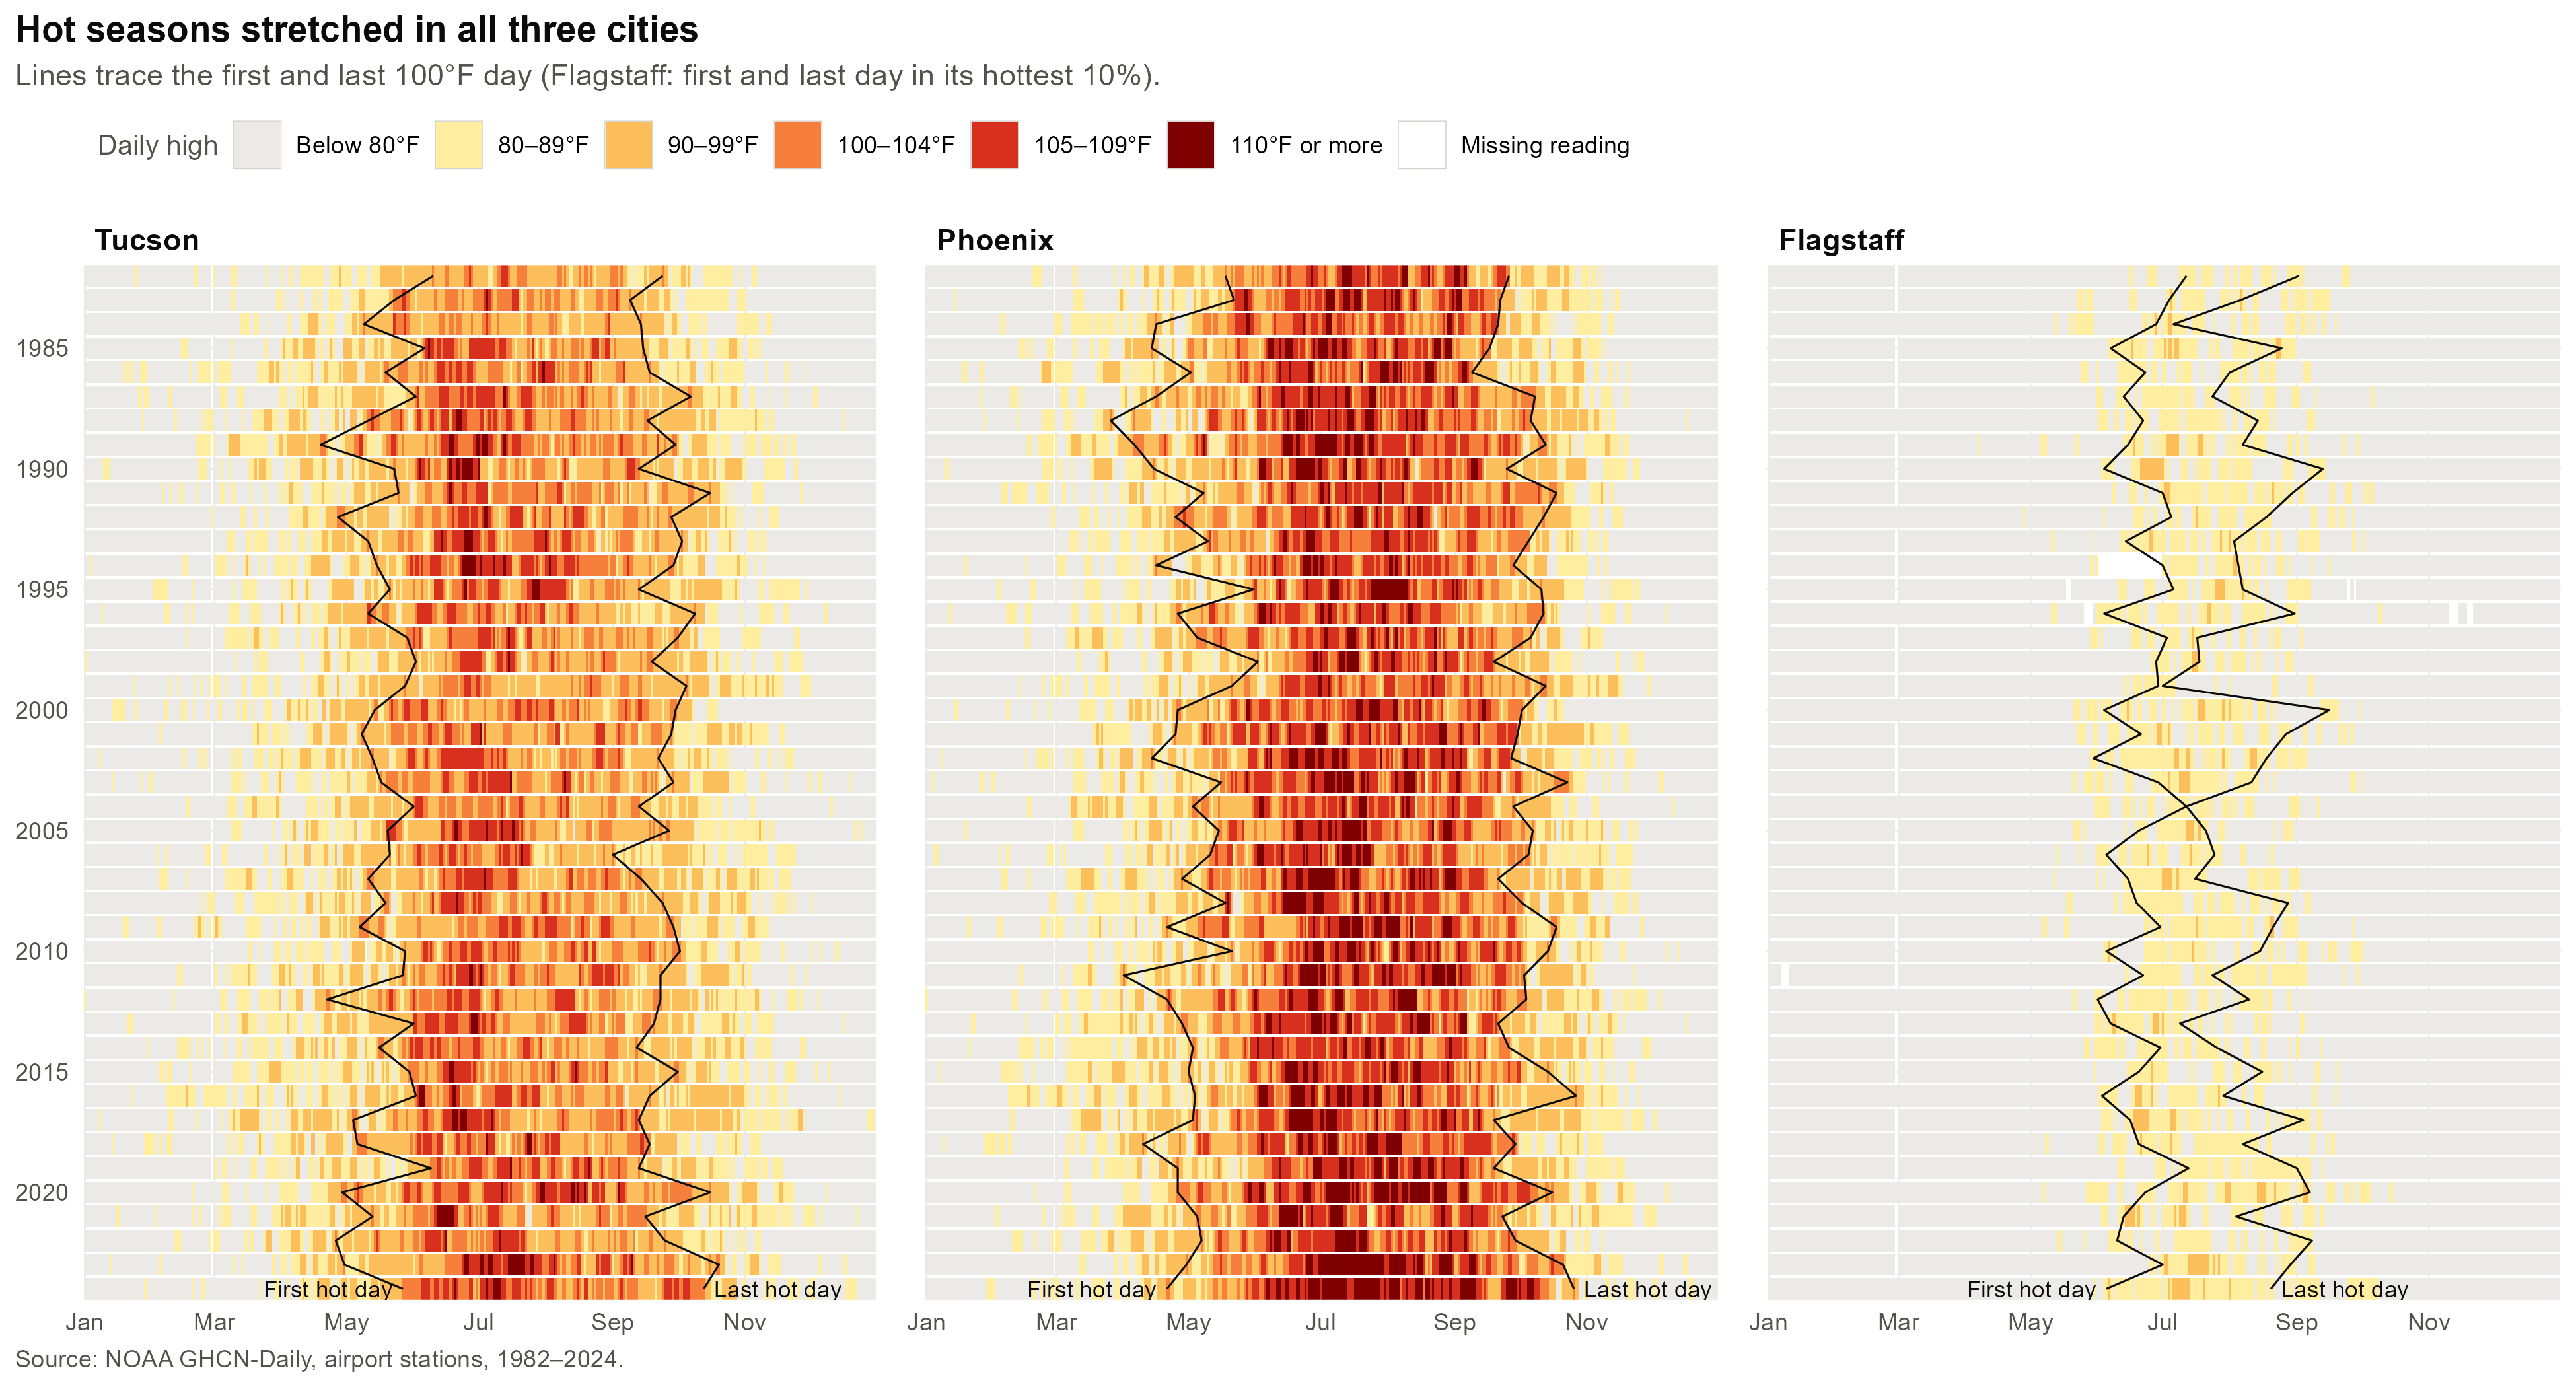 Hot seasons stretched in all three cities
Lines trace the first and last 100°F day (Flagstaff: first and last day in its hottest 10%).
Daily high Below 80°F 80–89°F 90–99°F 100–104°F 105–109°F 110°F or more Missing reading
Tucson Phoenix Flagstaff
1985
1990
1995
2000
2005
2010
2015
2020
First hot day Last hot day First hot day Last hot day First hot day Last hot day
Jan Mar May Jul Sep Nov Jan Mar May Jul Sep Nov Jan Mar May Jul Sep Nov
Source: NOAA GHCN-Daily, airport stations, 1982–2024.